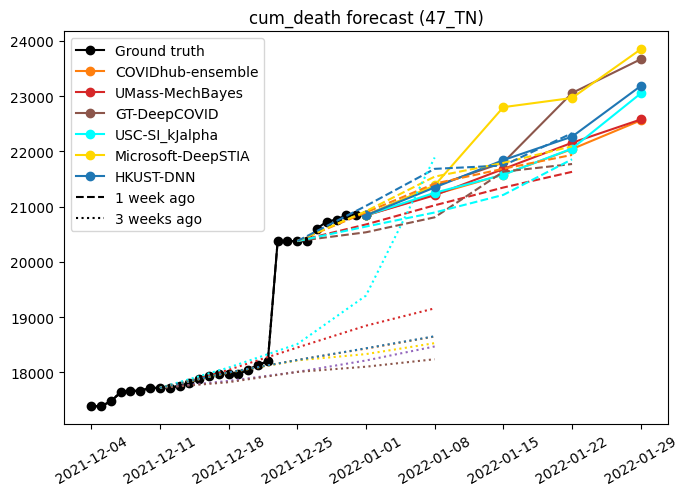 cum_death forecast (47_TN)
24000
23000
22000
21000
20000
19000
18000
Ground truth
COVIDhub-ensemble
UMass-MechBayes
GT-DeepCOVID
USC-SI_kJalpha
Microsoft-DeepSTIA
HKUST-DNN
1 week ago
3 weeks ago
2021-12-04
2021-12-11
2021-12-18
2021-12-25
2022-01-01
2022-01-08
2022-01-15
2022-01-22
2022-01-29